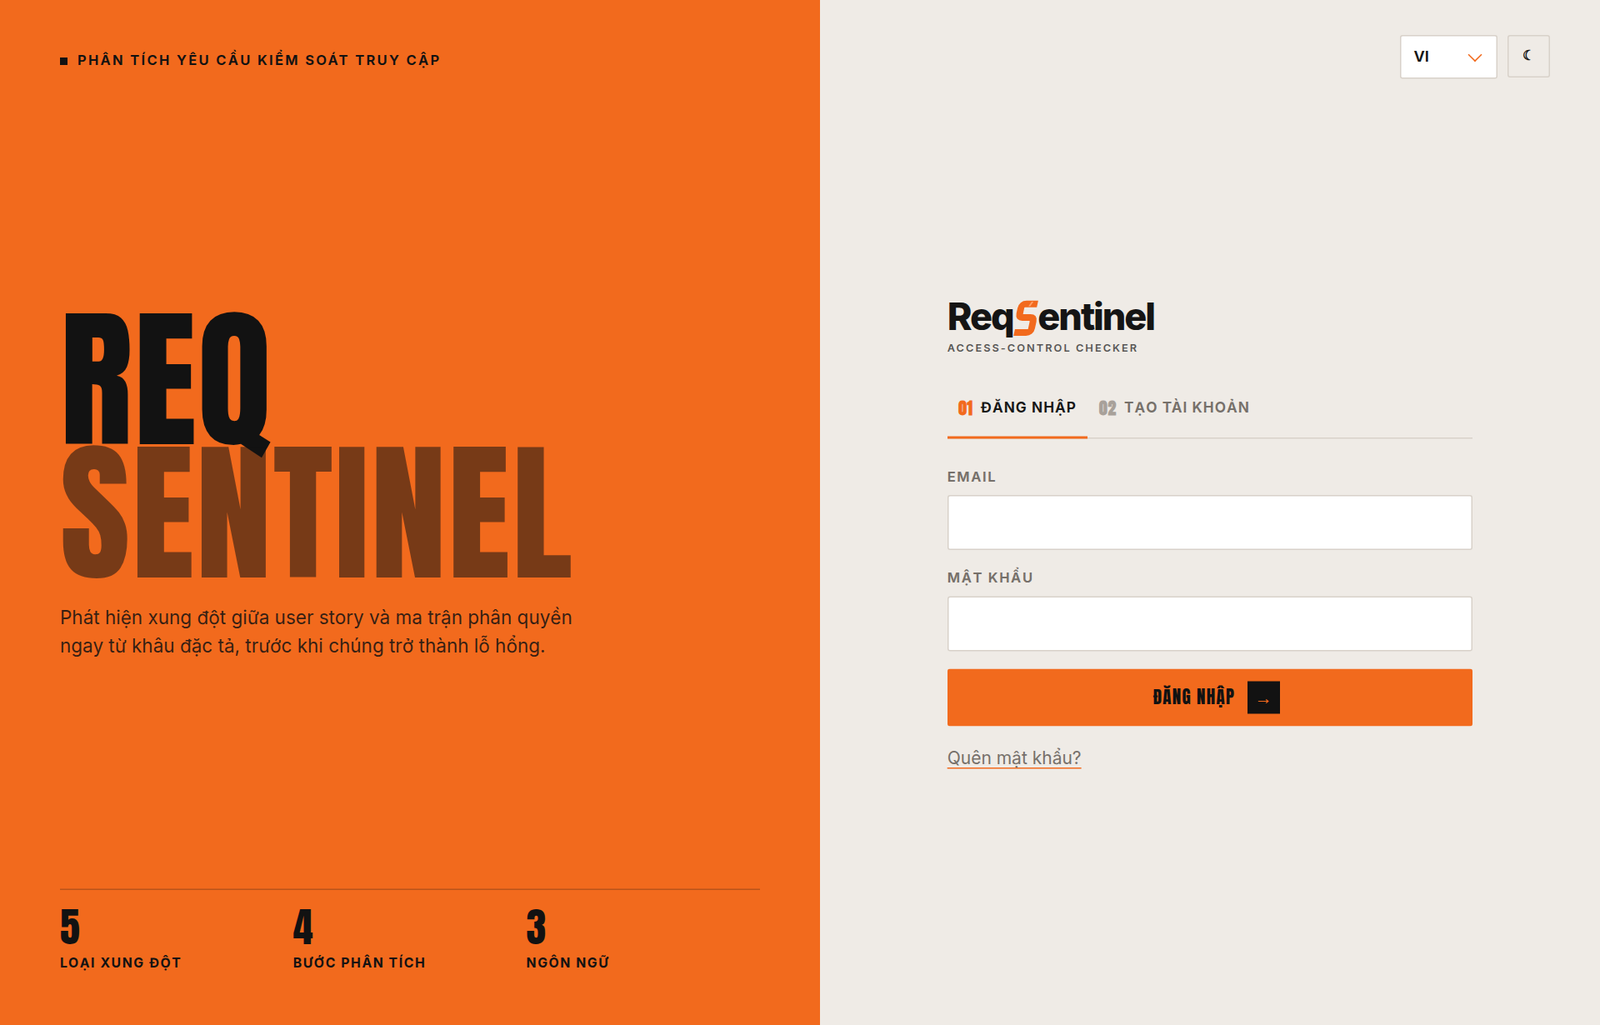 PHÂN TÍCH YÊU CẦU KIỂM SOÁT TRUY CẬP
REQ
SENTINEL
Phát hiện xung đột giữa user story và ma trận phân quyền
ngay từ khâu đặc tả, trước khi chúng trở thành lỗ hổng.
5
LOẠI XUNG ĐỘT
4
BƯỚC PHÂN TÍCH
3
NGÔN NGỮ
VI
ReqSentinel
ACCESS-CONTROL CHECKER
01 ĐĂNG NHẬP
02 TẠO TÀI KHOẢN
EMAIL
MẬT KHẨU
ĐĂNG NHẬP →
Quên mật khẩu?